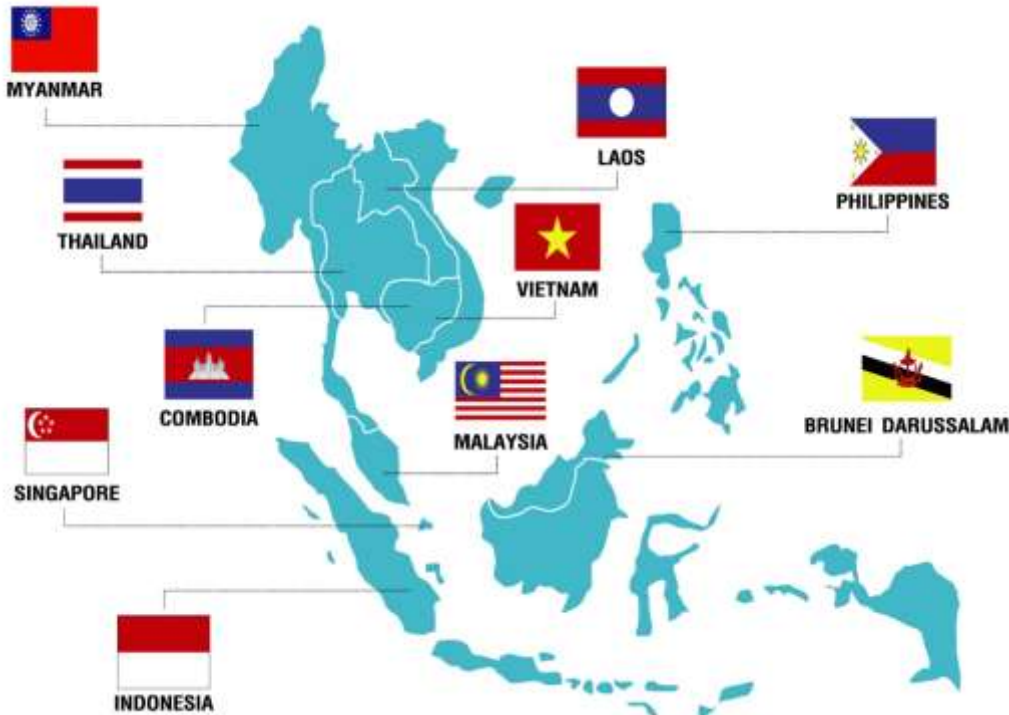 MYANMAR
LAOS
PHILIPPINES
THAILAND
VIETNAM
COMBODIA
MALAYSIA
BRUNEI DARUSSALAM
SINGAPORE
INDONESIA